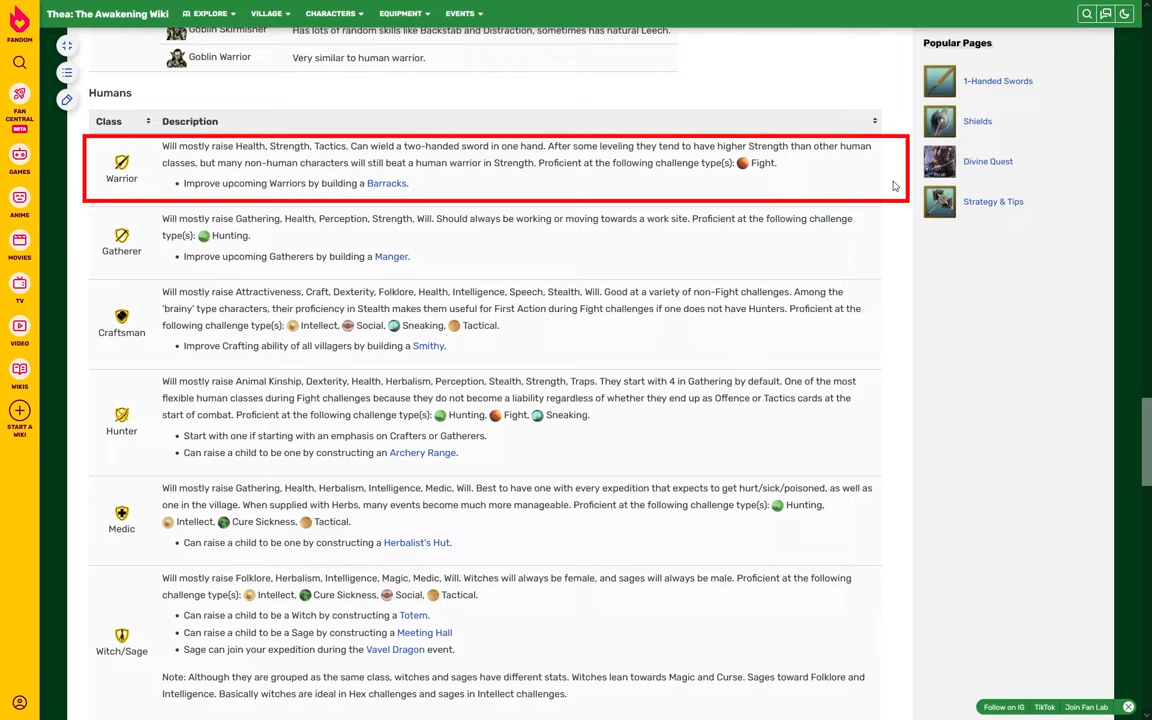 Thea: The Awakening Wiki
EXPLORE
VILLAGE
CHARACTERS
EQUIPMENT
EVENTS
FANDOM
FAN
CENTRAL
BETA
GAMES
ANIME
MOVIES
TV
VIDEO
WIKIS
START A
WIKI
Goblin Skirmisher Has lots of random skills like Backstab and Distraction, sometimes has natural Leech.
Goblin Warrior Very similar to human warrior.
Humans
Class Description
Will mostly raise Health, Strength, Tactics. Can wield a two-handed sword in one hand. After some leveling they tend to have higher Strength than other human
classes, but many non-human characters will still beat a human warrior in Strength. Proficient at the following challenge type(s): Fight.
Warrior
• Improve upcoming Warriors by building a Barracks.
Will mostly raise Gathering, Health, Perception, Strength, Will. Should always be working or moving towards a work site. Proficient at the following challenge
type(s): Hunting.
Gatherer
• Improve upcoming Gatherers by building a Manger.
Will mostly raise Attractiveness, Craft, Dexterity, Folklore, Health, Intelligence, Speech, Stealth, Will. Good at a variety of non-Fight challenges. Among the
'brainy' type characters, their proficiency in Stealth makes them useful for First Action during Fight challenges if one does not have Hunters. Proficient at the
following challenge type(s): Intellect, Social, Sneaking, Tactical.
Craftsman
• Improve Crafting ability of all villagers by building a Smithy.
Will mostly raise Animal Kinship, Dexterity, Health, Herbalism, Perception, Stealth, Strength, Traps. They start with 4 in Gathering by default. One of the most
flexible human classes during Fight challenges because they do not become a liability regardless of whether they end up as Offence or Tactics cards at the
start of combat. Proficient at the following challenge type(s): Hunting, Fight, Sneaking.
Hunter
• Start with one if starting with an emphasis on Crafters or Gatherers.
• Can raise a child to be one by constructing an Archery Range.
Will mostly raise Gathering, Health, Herbalism, Intelligence, Medic, Will. Best to have one with every expedition that expects to get hurt/sick/poisoned, as well as
one in the village. When supplied with Herbs, many events become much more manageable. Proficient at the following challenge type(s): Hunting,
Intellect, Cure Sickness, Tactical.
Medic
• Can raise a child to be one by constructing a Herbalist's Hut.
Will mostly raise Folklore, Herbalism, Intelligence, Magic, Medic, Will. Witches will always be female, and sages will always be male. Proficient at the following
challenge type(s): Intellect, Cure Sickness, Social, Tactical.
• Can raise a child to be a Witch by constructing a Totem.
• Can raise a child to be a Sage by constructing a Meeting Hall
Witch/Sage
• Sage can join your expedition during the Vavel Dragon event.
Note: Although they are grouped as the same class, witches and sages have different stats. Witches lean towards Magic and Curse. Sages toward Folklore and
Intelligence. Basically witches are ideal in Hex challenges and sages in Intellect challenges.
Popular Pages
1-Handed Swords
Shields
Divine Quest
Strategy & Tips
Follow on IG
TikTok
Join Fan Lab